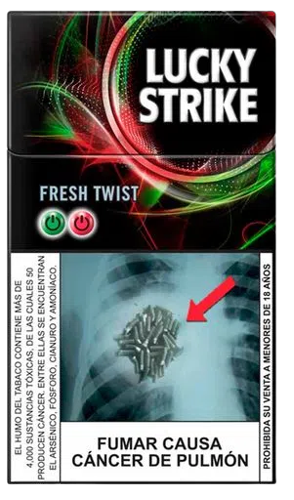 LUCKY
STRIKE
FRESH TWIST
EL HUMO DEL TABACO CONTIENE MÁS DE
4,000 SUSTANCIAS TÓXICAS, DE LAS CUALES 50
PRODUCEN CÁNCER, ENTRE ELLAS SE ENCUENTRAN
EL ARSÉNICO, FÓSFORO, CIANURO Y AMONÍACO.
PROHIBIDA SU VENTA A MENORES DE 18 AÑOS
FUMAR CAUSA
CÁNCER DE PULMÓN